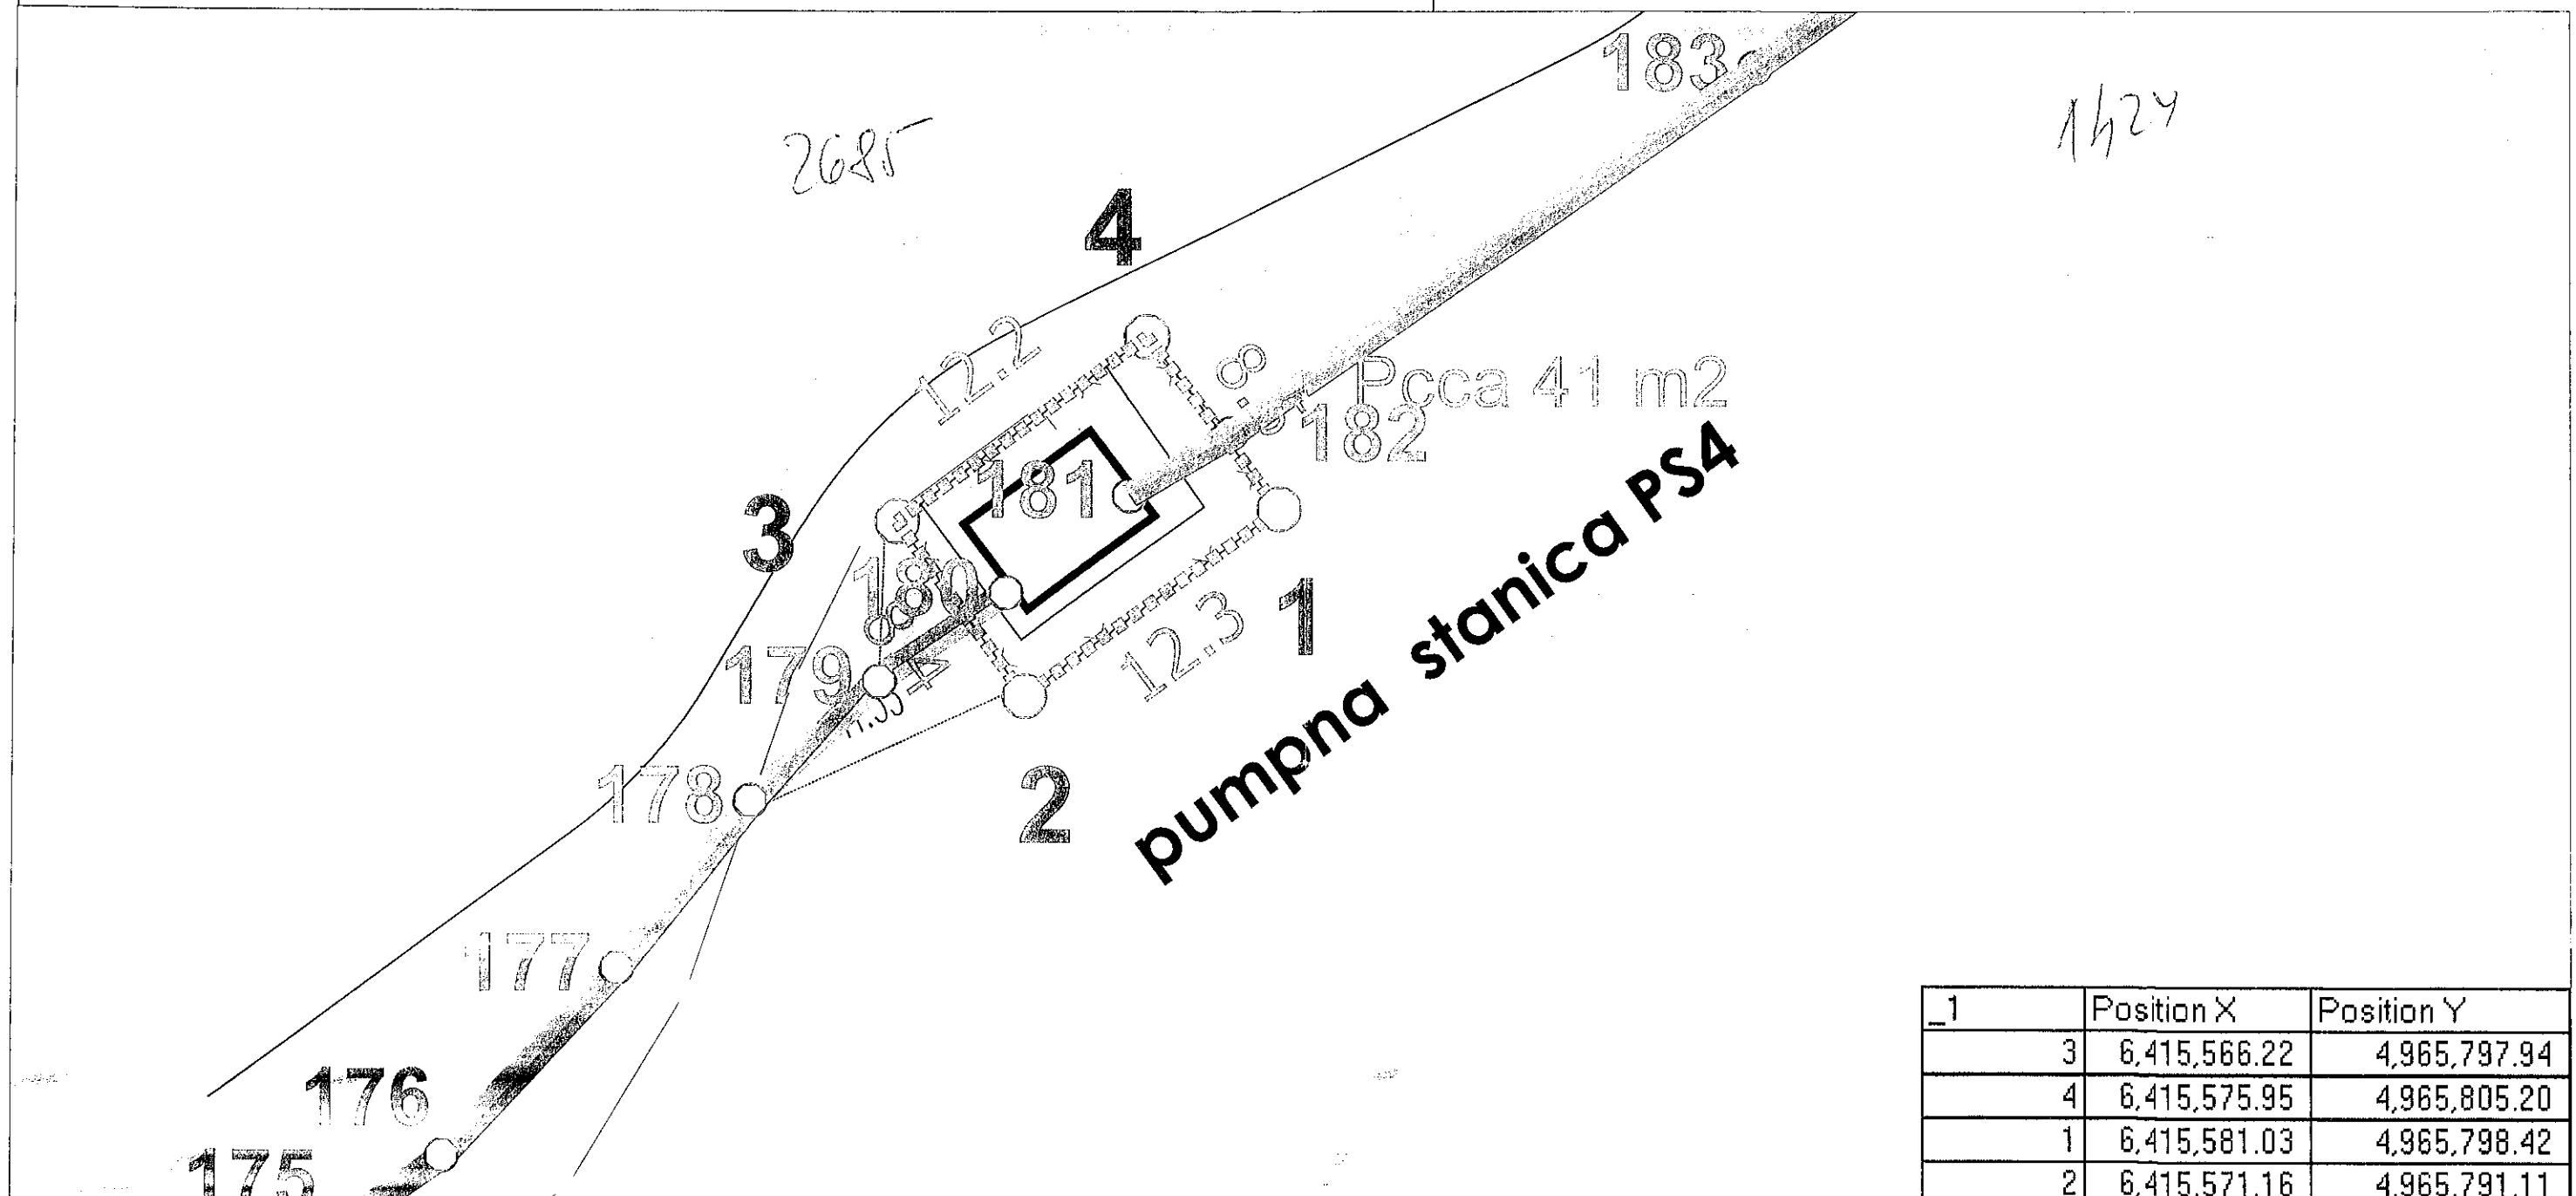 183
2685
4
12.2
Pcca 41 m2
182
181
3
180
179
12.3
1
pumpna stanica PS4
178
2
177
176
175
_1 Position X Position Y
3 6,415,566.22 4,965,797.94
4 6,415,575.95 4,965,805.20
1 6,415,581.03 4,965,798.42
2 6,415,571.16 4,965,791.11